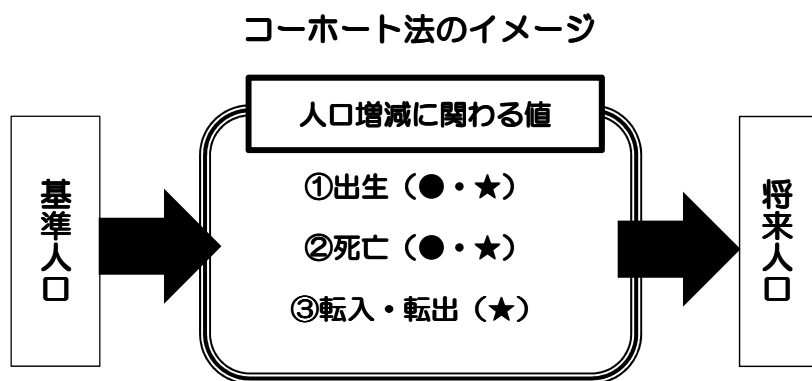 コーホート法のイメージ
人口増減に関わる値
基準人口
①出生（●・★）
②死亡（●・★）
③転入・転出（★）
将来人口